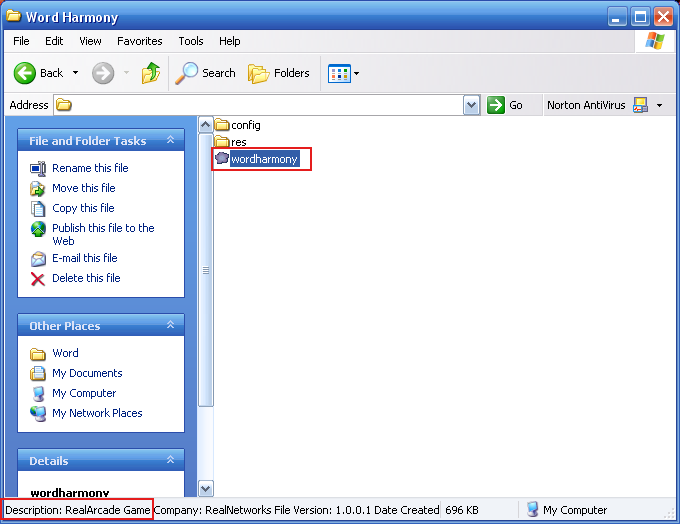 Word Harmony
File Edit View Favorites Tools Help
Back Search Folders
Address Go Norton AntiVirus
File and Folder Tasks
Rename this file
Move this file
Copy this file
Publish this file to the
Web
E-mail this file
Delete this file
Other Places
Word
My Documents
My Computer
My Network Places
Details
wordharmony
config
res
wordharmony
Description: RealArcade Game Company: RealNetworks File Version: 1.0.0.1 Date Created 696 KB My Computer